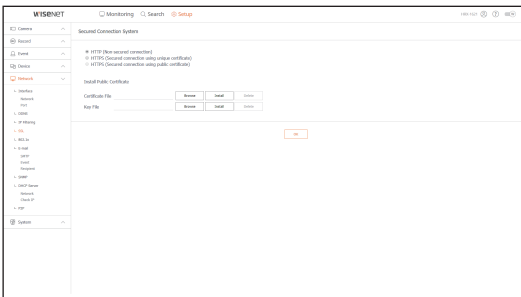 WISENET
Monitoring Search Setup
Camera
Record
Event
Device
Network
Interface
Network
Port
DDNS
IP Filtering
SSL
802.1x
E-mail
SMTP
Event
Recipient
SNMP
DHCP Server
Network
Check IP
P2P
System
Secured Connection System
HTTP (Non-secured connection)
HTTPS (Secured connection using unique certificate)
HTTPS (Secured connection using public certificate)
Install Public Certificate
Certificate File Browse Install Delete
Key File Browse Install Delete
OK